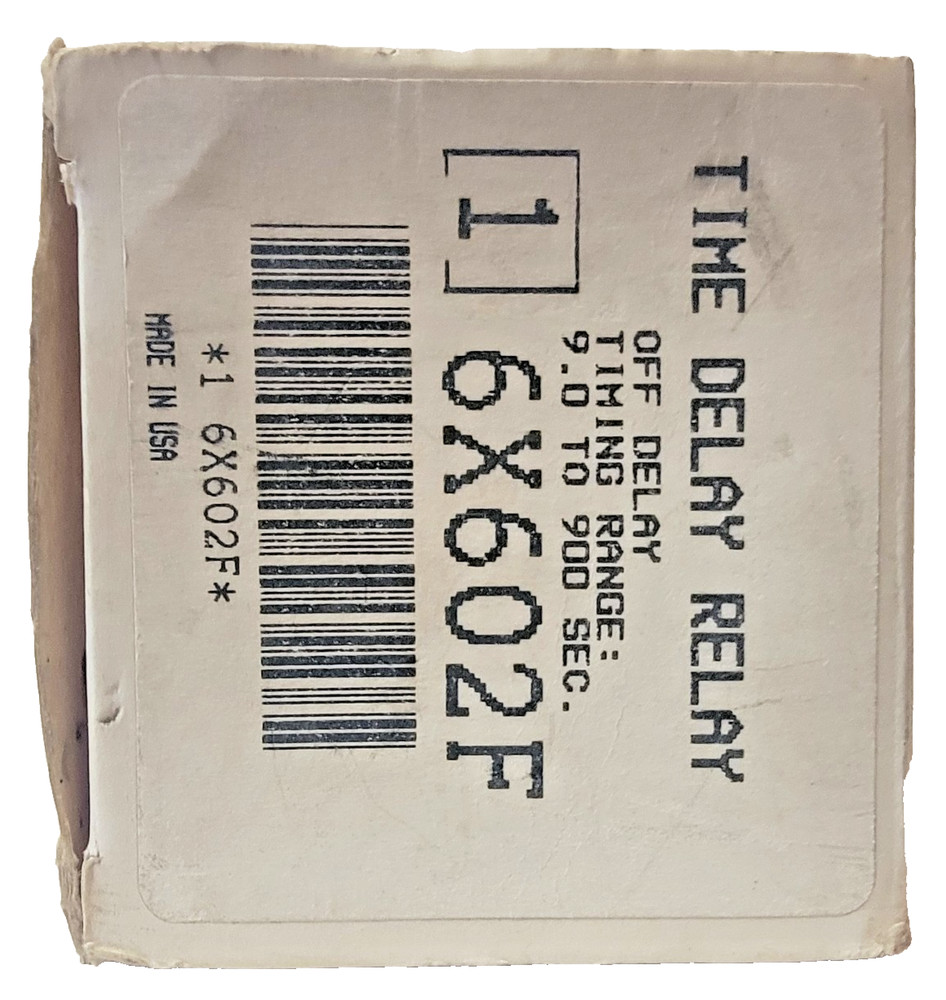 TIME DELAY RELAY
OFF DELAY
TIMING RANGE:
9.0 TO 900 SEC.
1 6X602F
*1 6X602F*
MADE IN USA